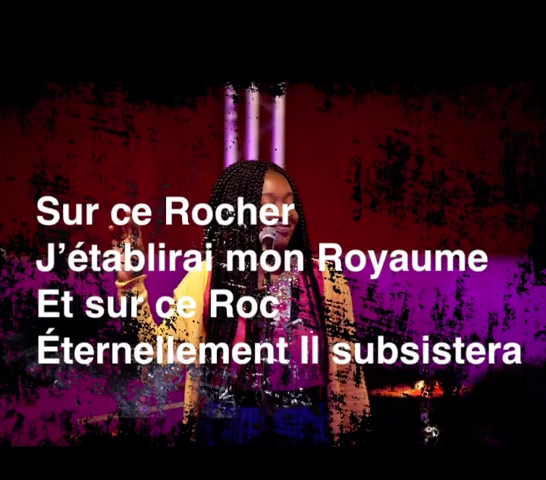 Sur ce Rocher
J’établirai mon Royaume
Et sur ce Roc
Éternellement Il subsistera